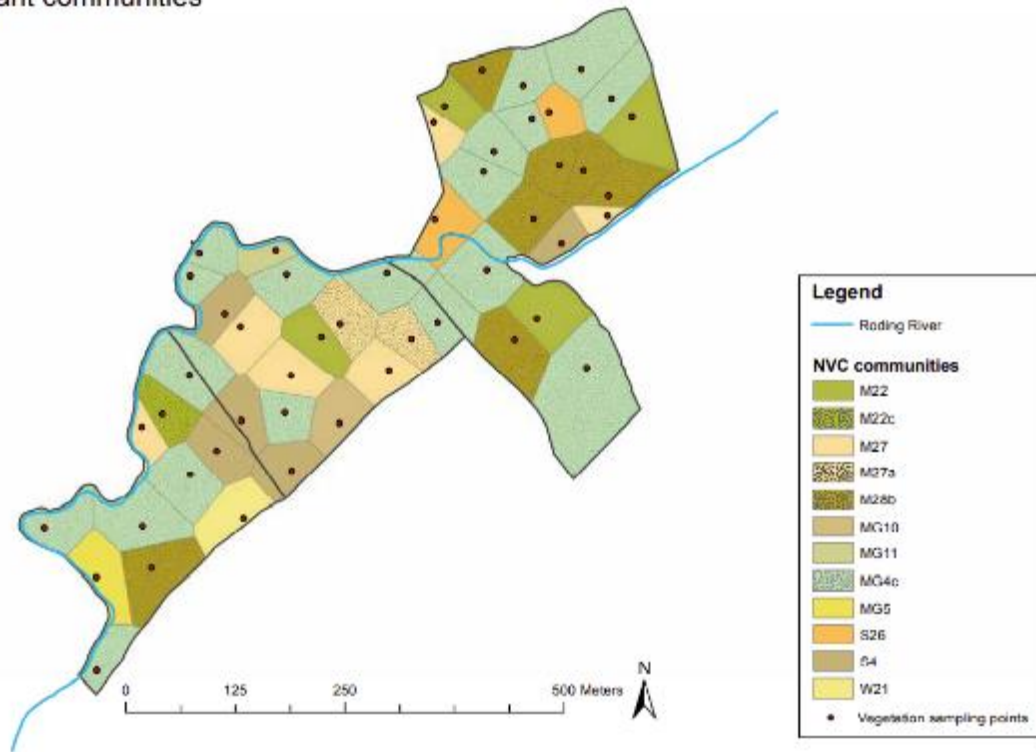 ant communities
Legend
Roding River
NVC communities
M22
M22c
M27
M27a
M28b
MG10
MG11
MG4c
MG5
S26
S4
W21
Vegetation sampling points
N
0 125 250 500 Meters